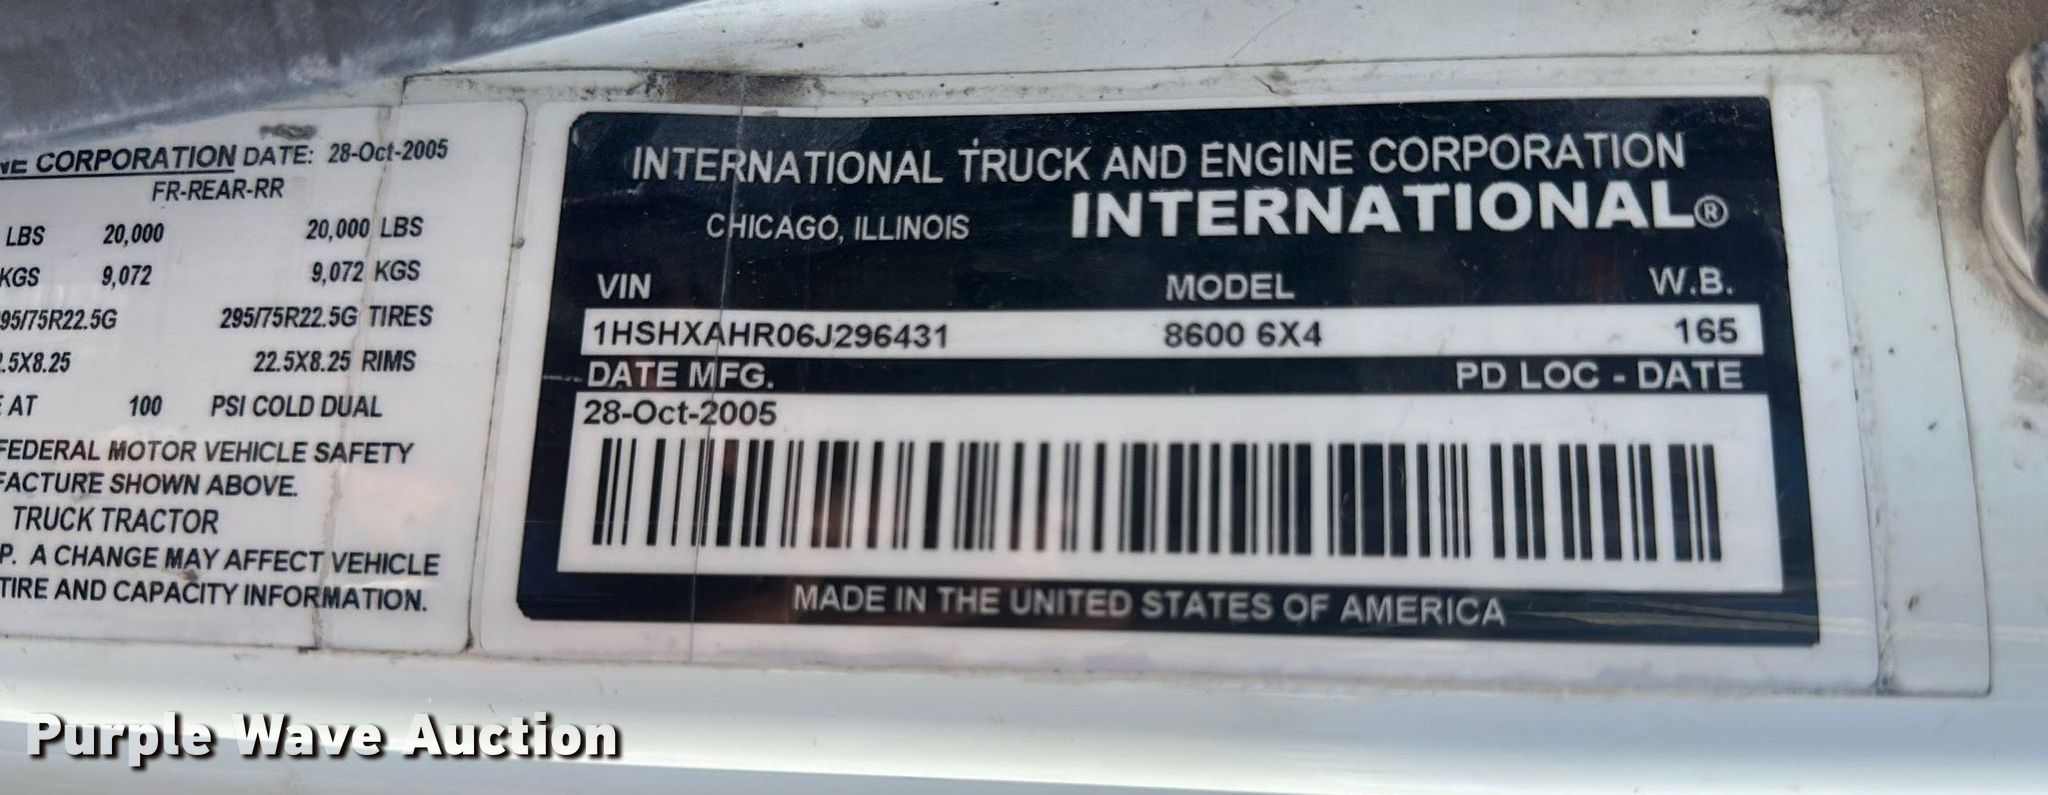 NE CORPORATION DATE: 28-Oct-2005
FR-REAR-RR
LBS 20,000 20,000 LBS
KGS 9,072 9,072 KGS
95/75R22.5G 295/75R22.5G TIRES
.5X8.25 22.5X8.25 RIMS
E AT 100 PSI COLD DUAL
FEDERAL MOTOR VEHICLE SAFETY
FACTURE SHOWN ABOVE.
TRUCK TRACTOR
P. A CHANGE MAY AFFECT VEHICLE
TIRE AND CAPACITY INFORMATION.
INTERNATIONAL TRUCK AND ENGINE CORPORATION
CHICAGO, ILLINOIS INTERNATIONAL®
VIN MODEL W.B.
1HSHXAHR06J296431 8600 6X4 165
DATE MFG. PD LOC - DATE
28-Oct-2005
MADE IN THE UNITED STATES OF AMERICA
Purple Wave Auction